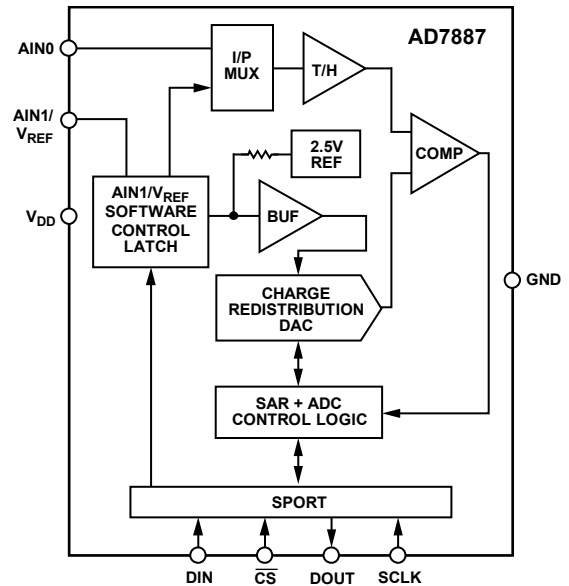 AD7887
AIN0
I/P
MUX
T/H
AIN1/
VREF
2.5V
REF
COMP
AIN1/VREF
SOFTWARE
CONTROL
LATCH
VDD
BUF
GND
CHARGE
REDISTRIBUTION
DAC
SAR + ADC
CONTROL LOGIC
SPORT
DIN
CS
DOUT
SCLK